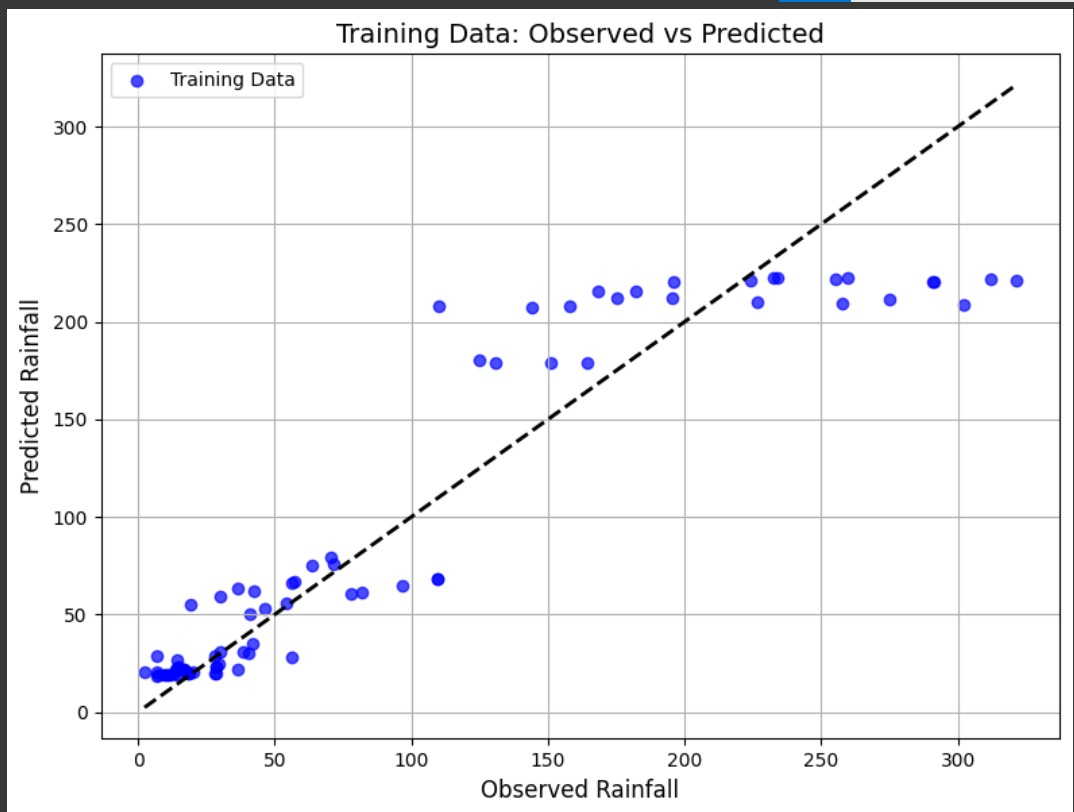 Training Data: Observed vs Predicted
Training Data
300
250
200
150
100
50
0
Predicted Rainfall
0 50 100 150 200 250 300
Observed Rainfall